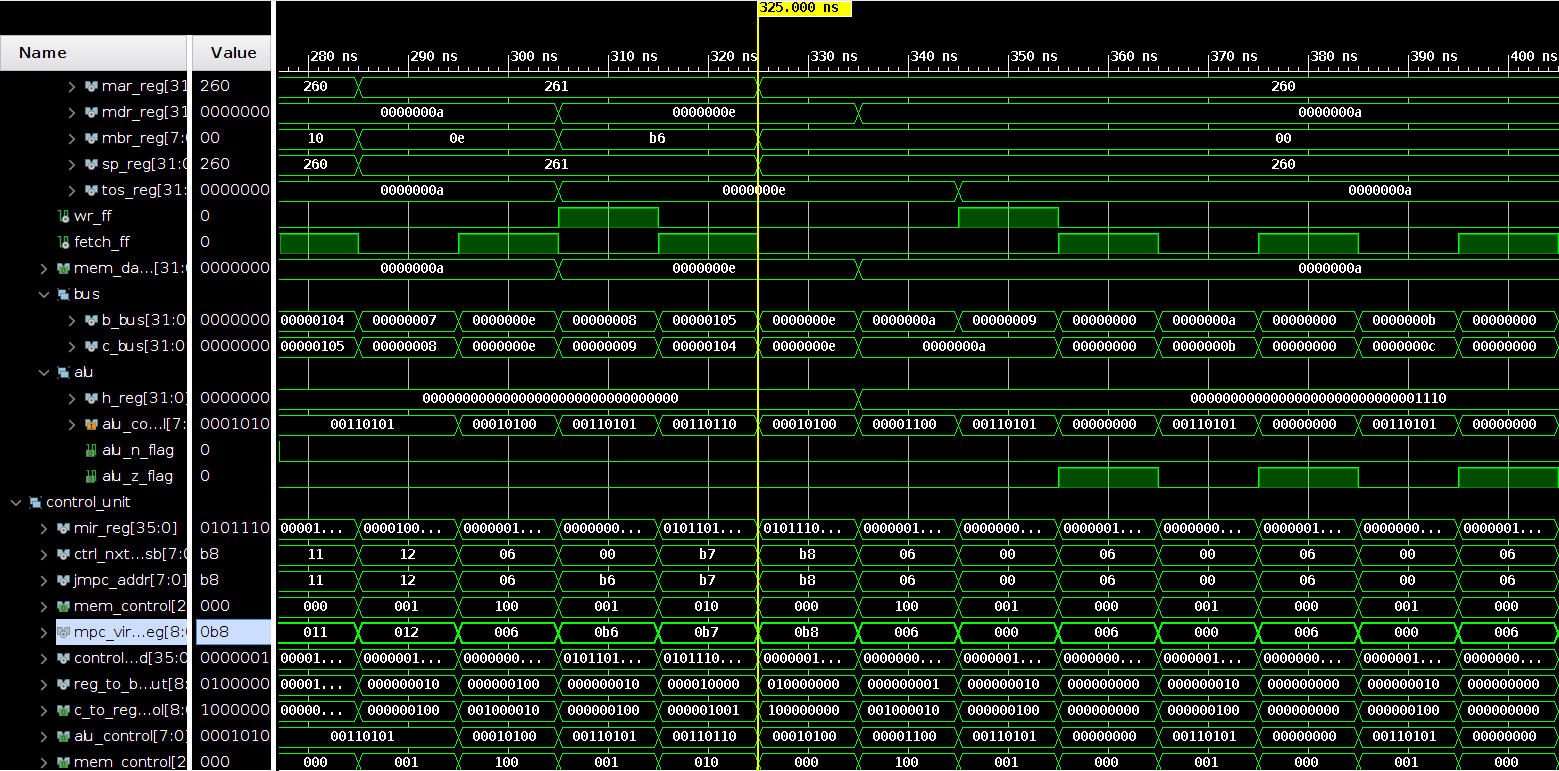 325.000 ns
Name Value 280 ns 290 ns 300 ns 310 ns 320 ns 330 ns 340 ns 350 ns 360 ns 370 ns 380 ns 390 ns 400 ns
mar_reg[31 260 260 261 260
mdr_reg[31 0000000 0000000a 0000000e 0000000a
mbr_reg[7:0 00 10 0e b6 00
sp_reg[31:0 260 260 261 260
tos_reg[31: 0000000 0000000a 0000000e 0000000a
wr_ff 0
fetch_ff 0
mem_da...[31:0 0000000 0000000a 0000000e 0000000a
bus
b_bus[31:0 0000000 00000104 00000007 0000000e 00000008 00000105 0000000e 0000000a 00000009 00000000 0000000a 00000000 0000000b 00000000
c_bus[31:0 0000000 00000105 00000008 0000000e 00000009 00000104 0000000e 0000000a 00000000 0000000b 00000000 0000000c 00000000
alu
h_reg[31:0] 0000000 00000000000000000000000000000000 00000000000000000000000000001110
alu_co...l[7: 0001010 00110101 00010100 00110101 00110110 00010100 00001100 00110101 00000000 00110101 00000000 00110101 00000000
alu_n_flag 0
alu_z_flag 0
control_unit
mir_reg[35:0] 0101110 00001... 0000100... 0000001... 0000000... 0101101... 0101110... 0000001... 0000000... 0000001... 0000000... 0000001... 0000000... 0000001...
ctrl_nxt...sb[7:0 b8 11 12 06 00 b7 b8 06 00 06 00 06 00 06
jmpc_addr[7:0] b8 11 12 06 b6 b7 b8 06 00 06 00 06 00 06
mem_control[2 000 000 001 100 001 010 000 100 001 000 001 000 001 000
mpc_vir...eg[8:0 0b8 011 012 006 0b6 0b7 0b8 006 000 006 000 006 000 006
control...d[35:0 0000001 00001... 0000001... 0000000... 0101101... 0101110... 0000001... 0000000... 0000001... 0000000... 0000001... 0000000... 0000001... 0000000...
reg_to_b...ut[8: 0100000 00001... 000000010 000000100 000000010 000010000 010000000 000000001 000000100 000000000 000000010 000000000 000000010 000000000
c_to_reg...ol[8: 1000000 00000... 000000100 001000010 000000100 000001001 100000000 001000010 000000100 000000000 000000100 000000000 000000100 000000000
alu_control[7:0] 0001010 00110101 00010100 00110101 00110110 00010100 00001100 00110101 00000000 00110101 00000000 00110101 00000000
mem_control[2 000 000 001 100 001 010 000 100 001 000 001 000 001 000